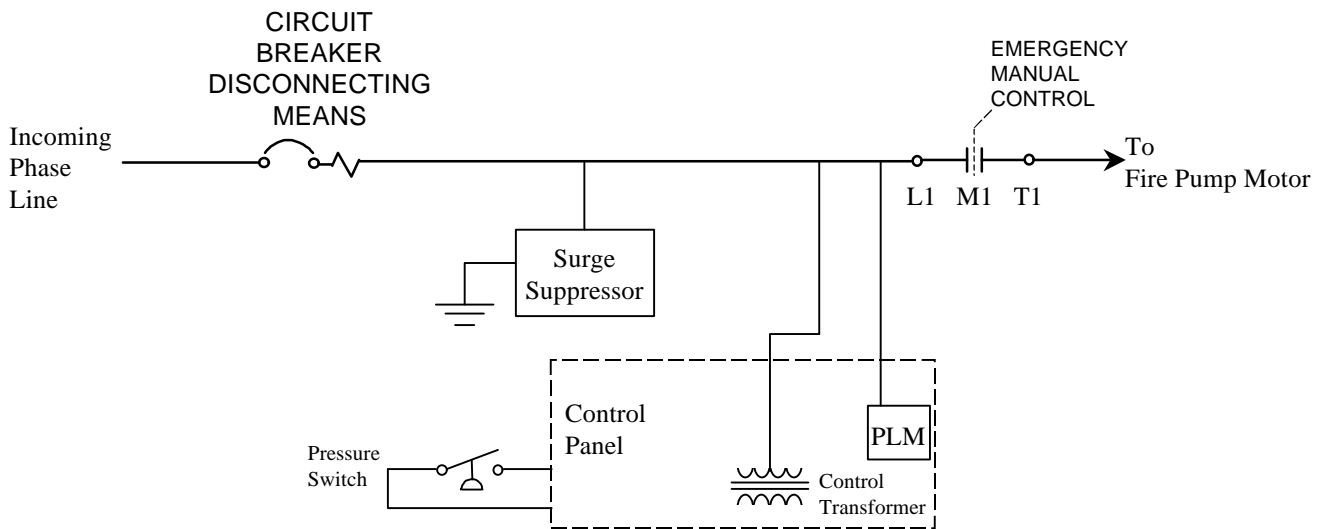 CIRCUIT
BREAKER
DISCONNECTING
MEANS
EMERGENCY
MANUAL
CONTROL
Incoming
Phase
Line
To
Fire Pump Motor
L1 M1 T1
Surge
Suppressor
Control
Panel
PLM
Pressure
Switch
Control
Transformer